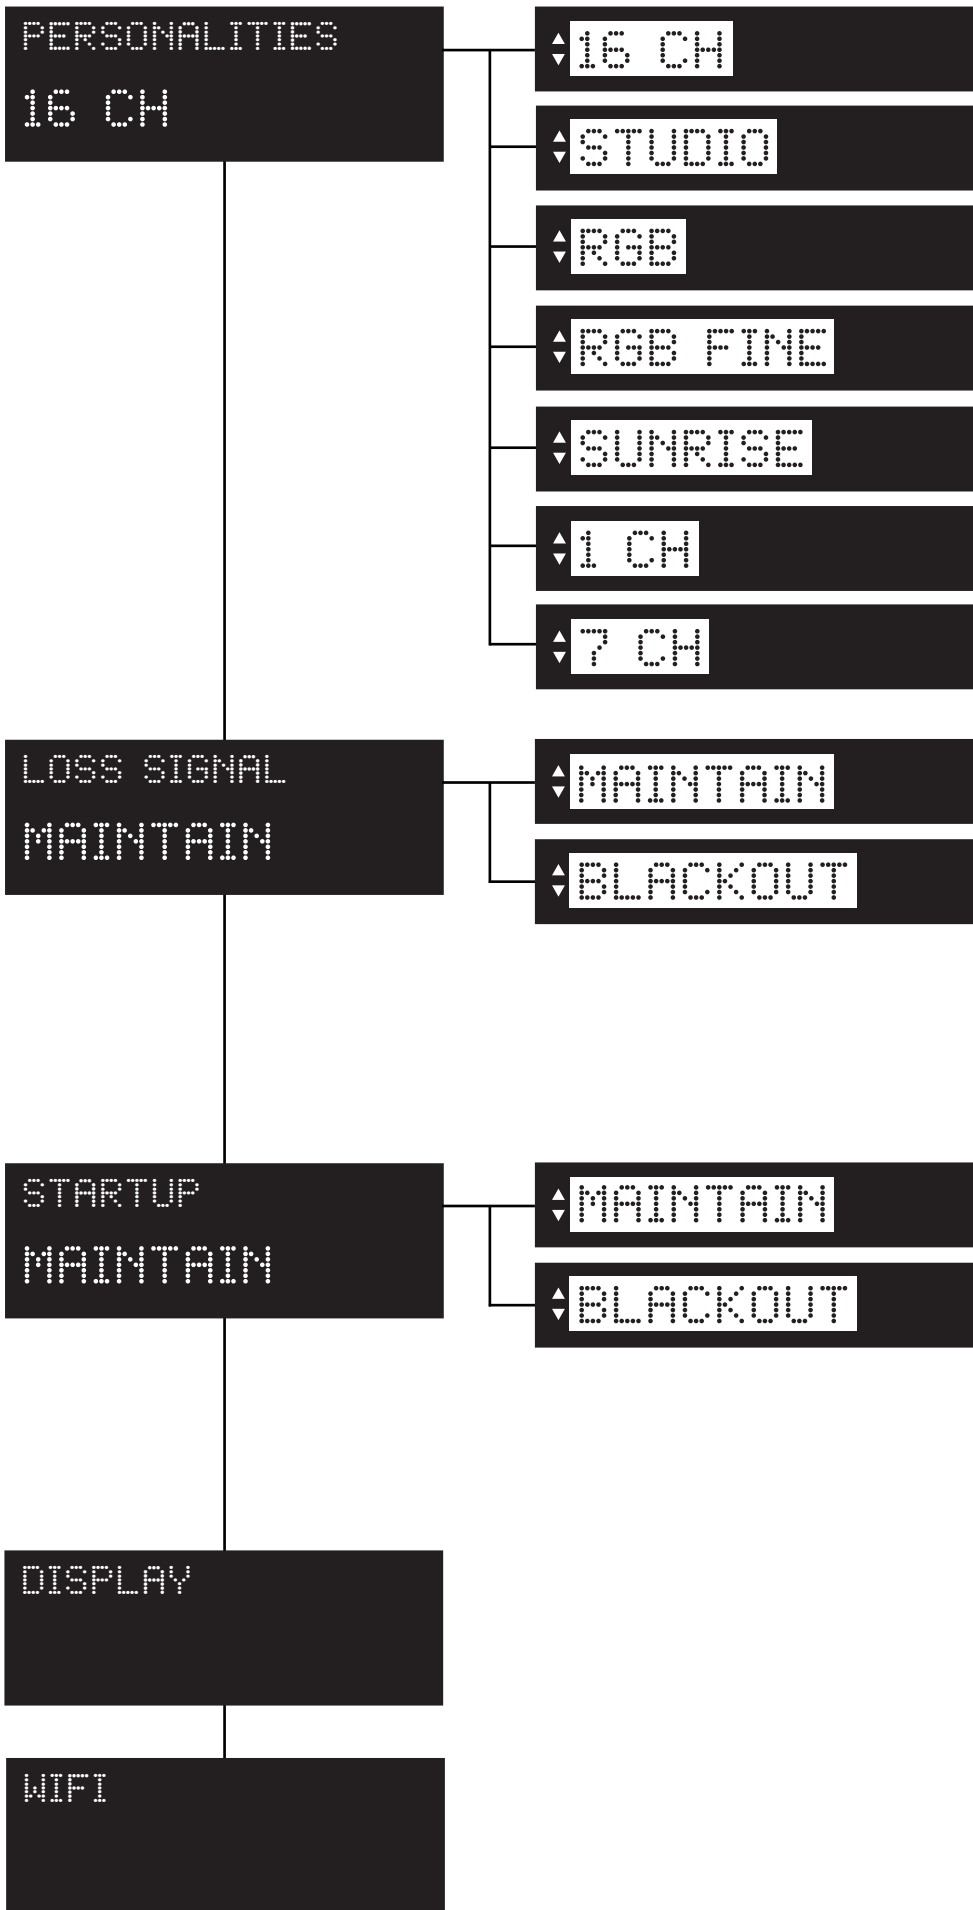 PERSONALITIES
16 CH
16 CH
STUDIO
RGB
RGB FINE
SUNRISE
1 CH
7 CH
LOSS SIGNAL
MAINTAIN
MAINTAIN
BLACKOUT
STARTUP
MAINTAIN
MAINTAIN
BLACKOUT
DISPLAY
WIFI